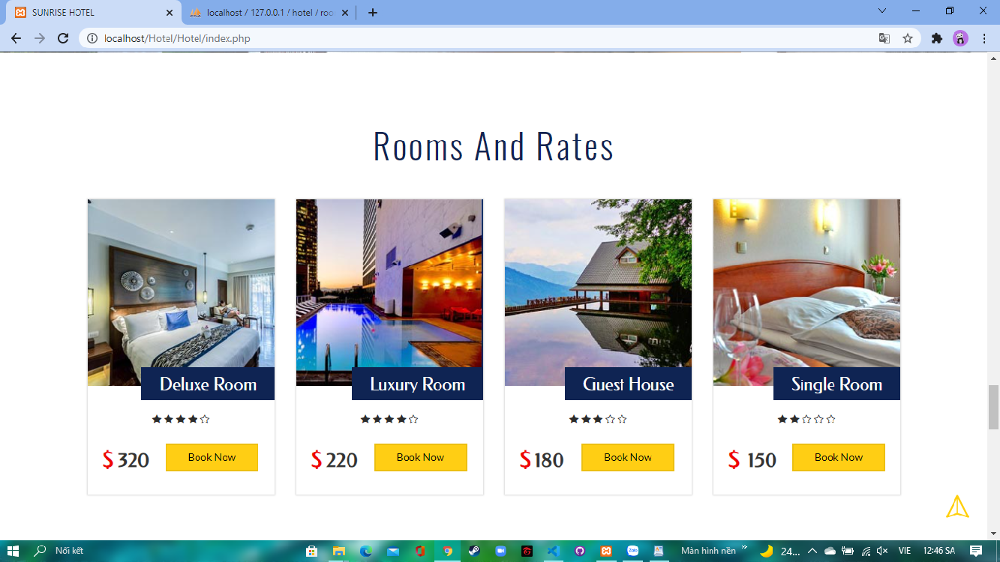 SUNRISE HOTEL
localhost / 127.0.0.1 / hotel / roo
localhost/Hotel/Hotel/index.php
Rooms And Rates
Deluxe Room
Luxury Room
Guest House
Single Room
$ 320
Book Now
$ 220
Book Now
$ 180
Book Now
$ 150
Book Now
Nối kết
Zalo
Màn hình nền
24...
VIE
12:46 SA